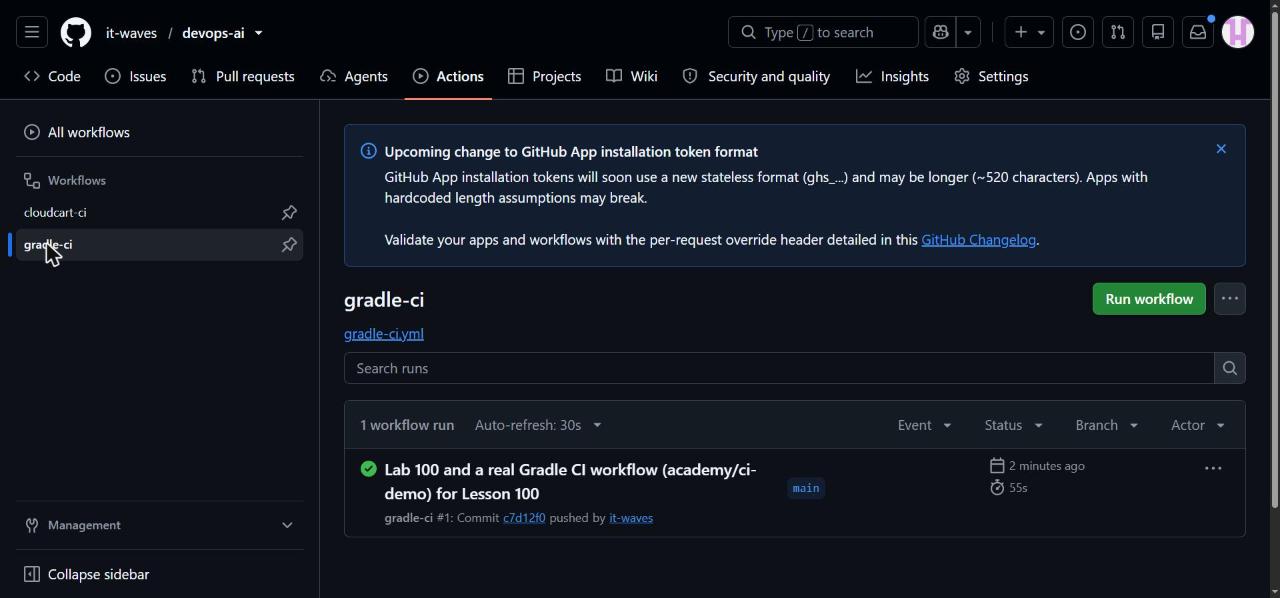 it-waves / devops-ai
Type / to search
Code
Issues
Pull requests
Agents
Actions
Projects
Wiki
Security and quality
Insights
Settings
All workflows
Workflows
cloudcart-ci
gradle-ci
Management
Collapse sidebar
Upcoming change to GitHub App installation token format
GitHub App installation tokens will soon use a new stateless format (ghs_...) and may be longer (~520 characters). Apps with
hardcoded length assumptions may break.
Validate your apps and workflows with the per-request override header detailed in this GitHub Changelog.
gradle-ci
Run workflow
gradle-ci.yml
Search runs
1 workflow run Auto-refresh: 30s Event Status Branch Actor
Lab 100 and a real Gradle CI workflow (academy/ci-
demo) for Lesson 100
gradle-ci #1: Commit c7d12f0 pushed by it-waves
main
2 minutes ago
55s